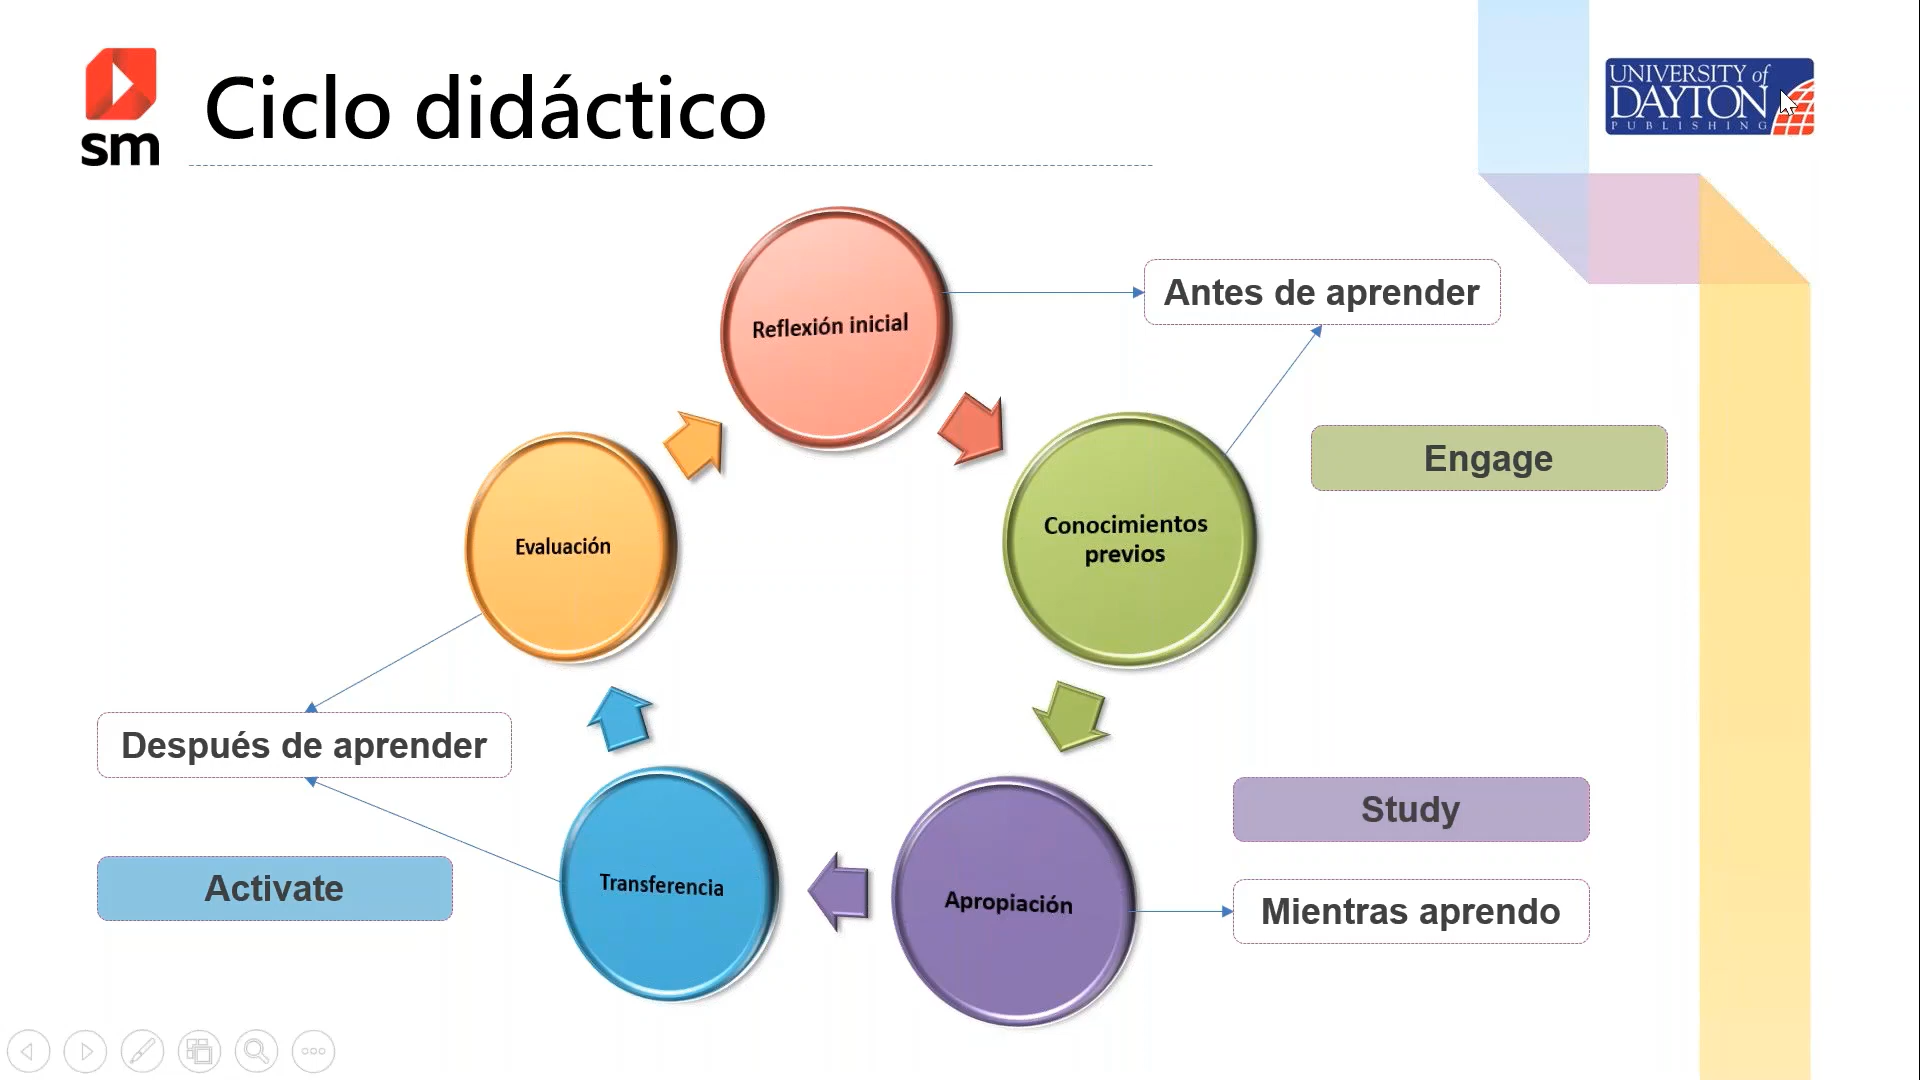 sm
Ciclo didáctico
UNIVERSITY of
DAYTON
PUBLISHING
Reflexión inicial
Antes de aprender
Engage
Conocimientos
previos
Evaluación
Después de aprender
Study
Activate
Transferencia
Apropiación
Mientras aprendo